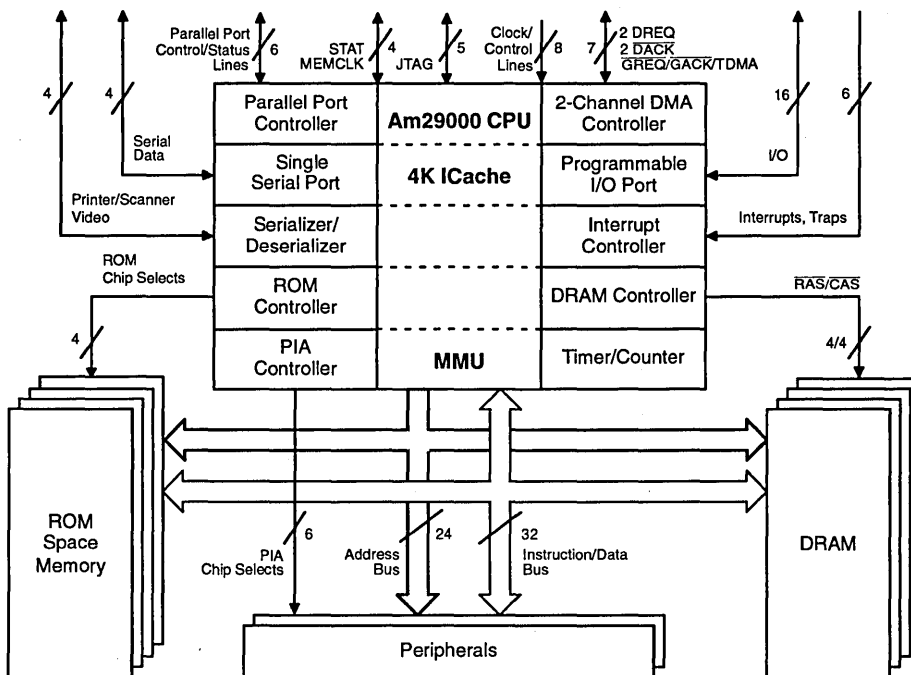 Parallel Port
Control/Status
Lines
6
STAT
MEMCLK
4
JTAG
5
Clock/
Control
Lines
8
7
2 DREQ
2 DACK
GREQ/GACK/TDMA
4
4
16
6
Serial
Data
I/O
Printer/Scanner
Video
Interrupts, Traps
ROM
Chip Selects
RAS/CAS
4
4/4
Parallel Port
Controller
Am29000 CPU
2-Channel DMA
Controller
Single
Serial Port
4K ICache
Programmable
I/O Port
Serializer/
Deserializer
Interrupt
Controller
ROM
Controller
DRAM Controller
PIA
Controller
MMU
Timer/Counter
ROM
Space
Memory
6
PIA
Chip Selects
24
Address
Bus
32
Instruction/Data
Bus
DRAM
Peripherals